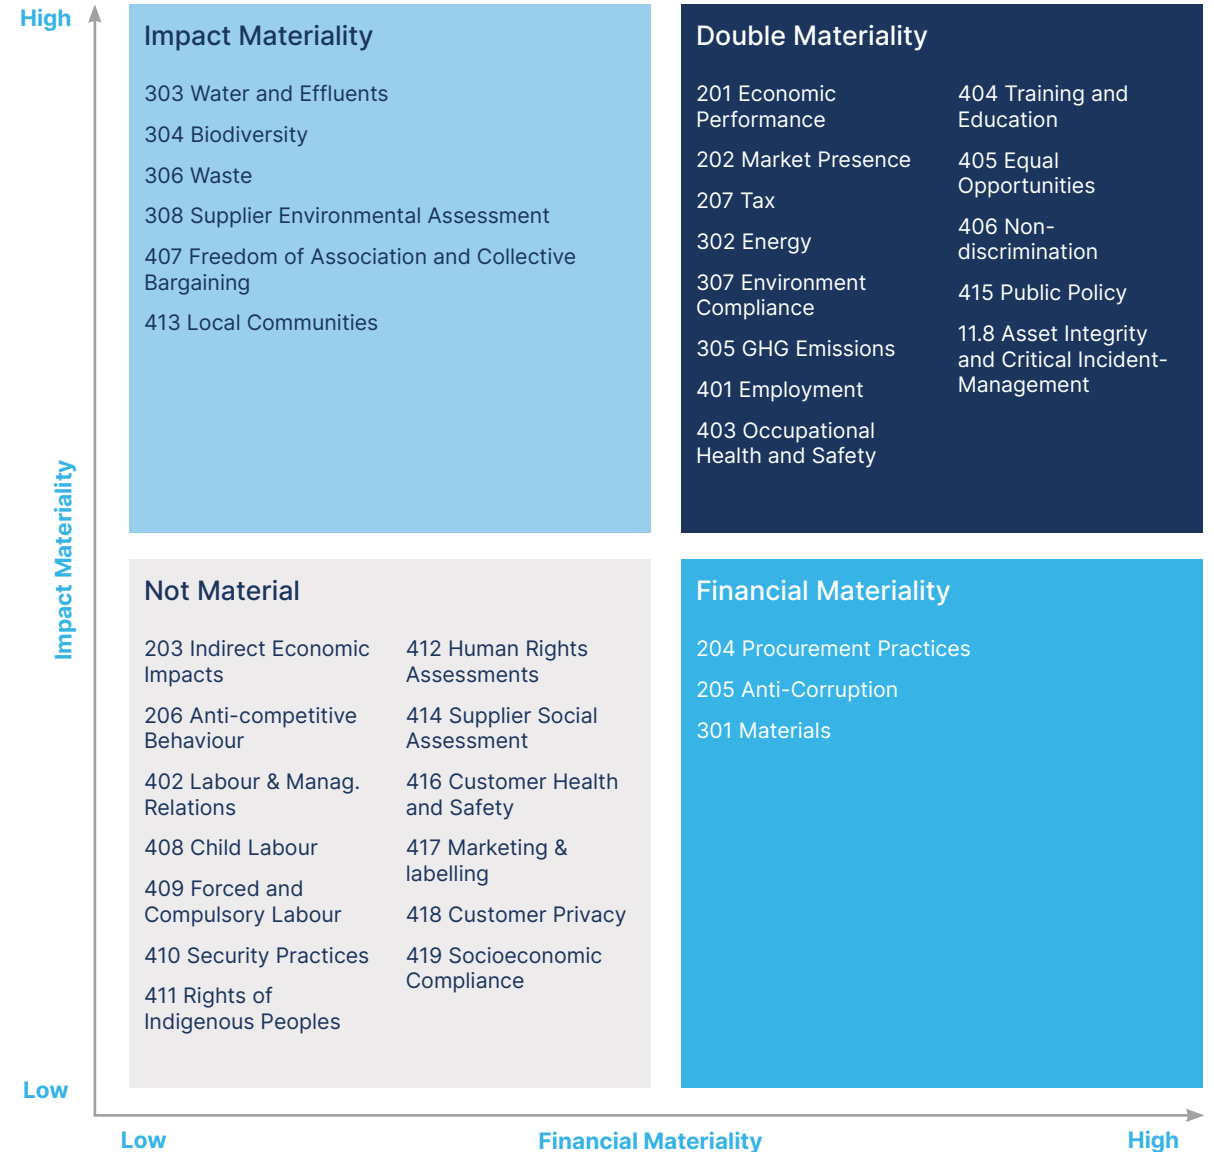 High
Impact Materiality
303 Water and Effluents
304 Biodiversity
306 Waste
308 Supplier Environmental Assessment
407 Freedom of Association and Collective
Bargaining
413 Local Communities
Double Materiality
201 Economic
Performance
202 Market Presence
207 Tax
302 Energy
307 Environment
Compliance
305 GHG Emissions
401 Employment
403 Occupational
Health and Safety
404 Training and
Education
405 Equal
Opportunities
406 Non-
discrimination
415 Public Policy
11.8 Asset Integrity
and Critical Incident-
Management
Impact Materiality
Not Material
203 Indirect Economic
Impacts
206 Anti-competitive
Behaviour
402 Labour & Manag.
Relations
408 Child Labour
409 Forced and
Compulsory Labour
410 Security Practices
411 Rights of
Indigenous Peoples
412 Human Rights
Assessments
414 Supplier Social
Assessment
416 Customer Health
and Safety
417 Marketing &
labelling
418 Customer Privacy
419 Socioeconomic
Compliance
Financial Materiality
204 Procurement Practices
205 Anti-Corruption
301 Materials
Low
Low
Financial Materiality
High